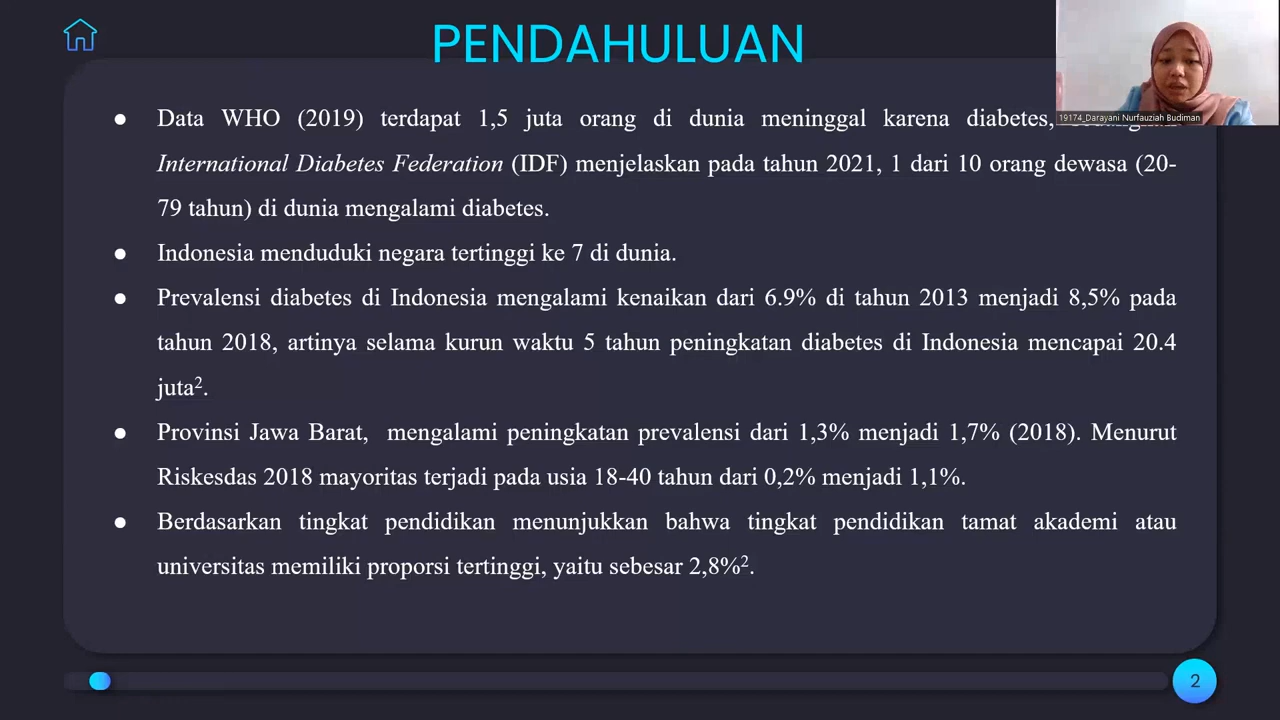 PENDAHULUAN
19174_Darayani Nurfauziah Budiman
● Data WHO (2019) terdapat 1,5 juta orang di dunia meninggal karena diabetes,
International Diabetes Federation (IDF) menjelaskan pada tahun 2021, 1 dari 10 orang dewasa (20-
79 tahun) di dunia mengalami diabetes.
● Indonesia menduduki negara tertinggi ke 7 di dunia.
● Prevalensi diabetes di Indonesia mengalami kenaikan dari 6.9% di tahun 2013 menjadi 8,5% pada
tahun 2018, artinya selama kurun waktu 5 tahun peningkatan diabetes di Indonesia mencapai 20.4
juta².
● Provinsi Jawa Barat, mengalami peningkatan prevalensi dari 1,3% menjadi 1,7% (2018). Menurut
Riskesdas 2018 mayoritas terjadi pada usia 18-40 tahun dari 0,2% menjadi 1,1%.
● Berdasarkan tingkat pendidikan menunjukkan bahwa tingkat pendidikan tamat akademi atau
universitas memiliki proporsi tertinggi, yaitu sebesar 2,8%².
2